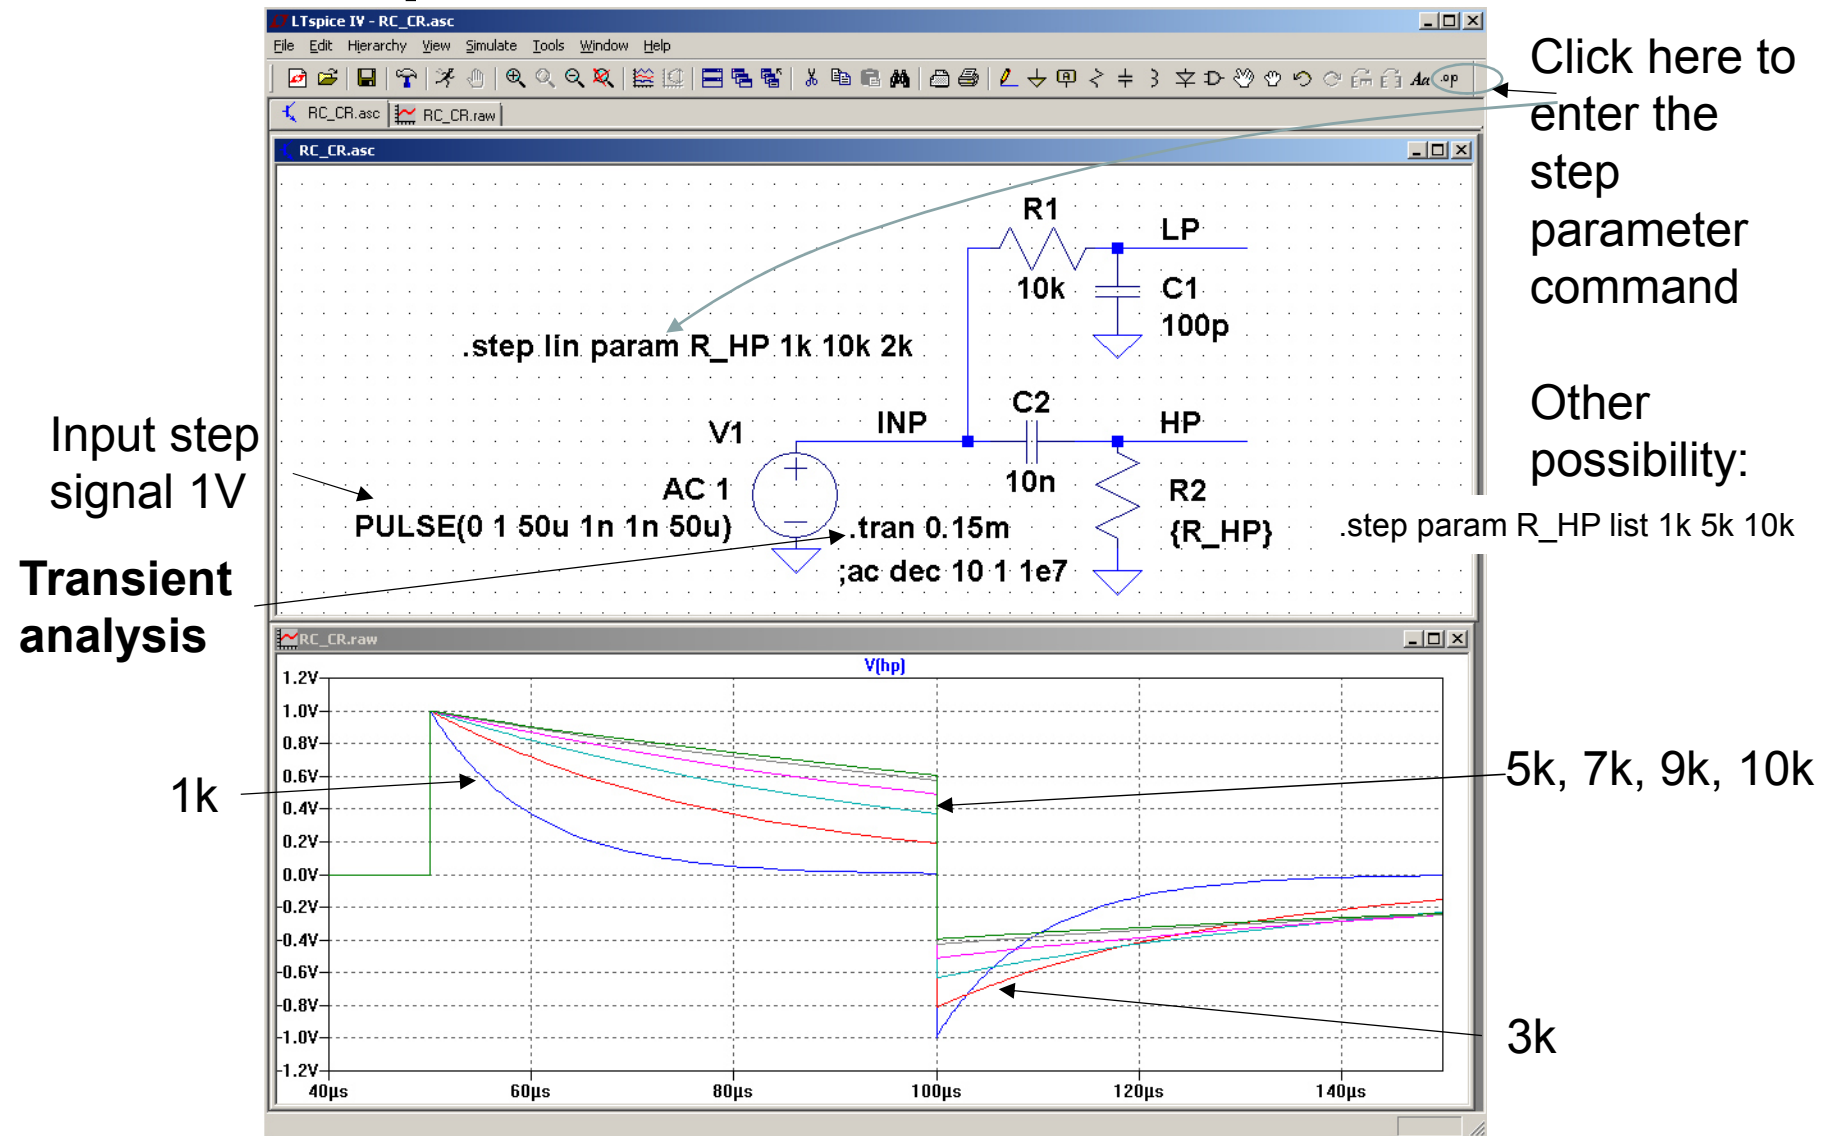 LTspice IV - RC_CR.asc
File Edit Hierarchy View Simulate Tools Window Help
Aa .op
RC_CR.asc RC_CR.raw
RC_CR.asc
Click here to
enter the
step
parameter
command
R1
LP
10k
C1
100p
.step lin param R_HP 1k 10k 2k
Other
possibility:
.step param R_HP list 1k 5k 10k
Input step
signal 1V
V1
INP
C2
HP
AC 1
10n
R2
PULSE(0 1 50u 1n 1n 50u)
.tran 0.15m
{R_HP}
;ac dec 10 1 1e7
Transient
analysis
RC_CR.raw
V(hp)
1.2V
1.0V
0.8V
0.6V
0.4V
0.2V
0.0V
-0.2V
-0.4V
-0.6V
-0.8V
-1.0V
-1.2V
40µs 60µs 80µs 100µs 120µs 140µs
1k
5k, 7k, 9k, 10k
3k